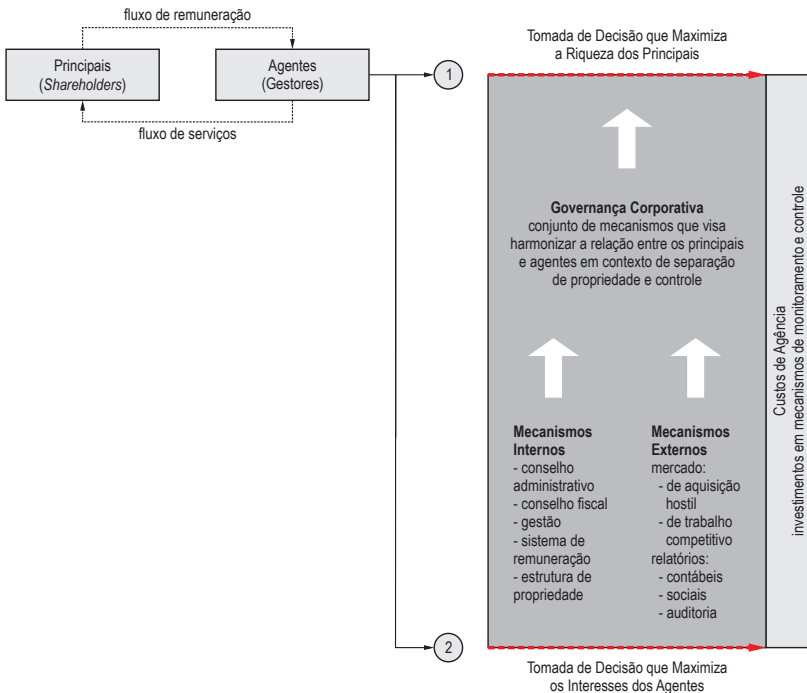 fluxo de remuneração
Principais
(Shareholders)
Agentes
(Gestores)
fluxo de serviços
1
Tomada de Decisão que Maximiza
a Riqueza dos Principais
Governança Corporativa
conjunto de mecanismos que visa
harmonizar a relação entre os principais
e agentes em contexto de separação
de propriedade e controle
Mecanismos
Internos
- conselho
administrativo
- conselho fiscal
- gestão
- sistema de
remuneração
- estrutura de
propriedade
Mecanismos
Externos
mercado:
- de aquisição
hostil
- de trabalho
competitivo
relatórios:
- contábeis
- sociais
- auditoria
Custos de Agência
investimentos em mecanismos de monitoramento e controle
2
Tomada de Decisão que Maximiza
os Interesses dos Agentes